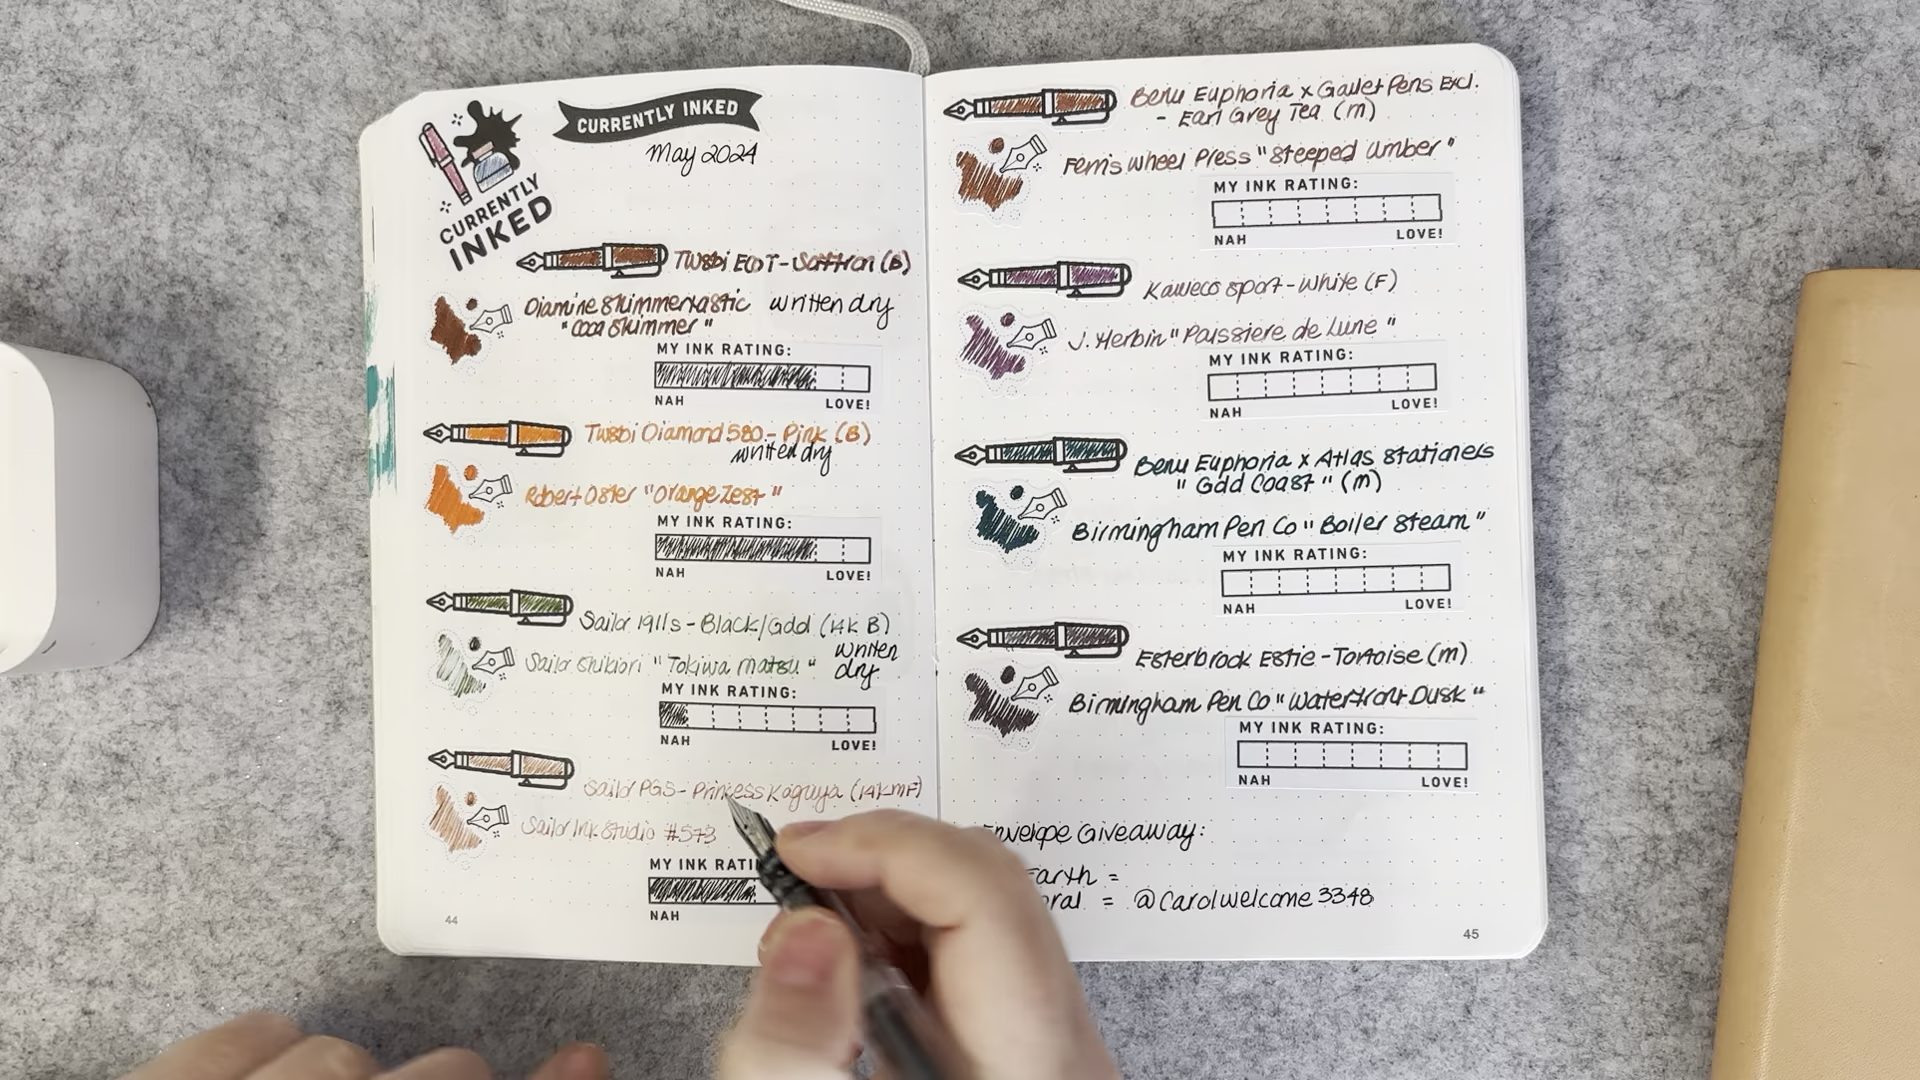 CURRENTLY INKED
May 2024
CURRENTLY
INKED
TWSBI ECO T - Saffron (B)
Diamine Shimmertastic written dry
"Coca Shimmer"
MY INK RATING:
NAH LOVE!
Twsbi Diamond 580 - Pink (B)
written dry
Robert Oster "Orange Zest"
MY INK RATING:
NAH LOVE!
Sailor 1911s - Black/Gold (14k B)
written
Sailor Shikiori "Tokiwa Matsu" dry
MY INK RATING:
NAH LOVE!
Sailor PGS - Princess Kaguya (14k MF)
Sailor Ink Studio #573
MY INK RATI
NAH
44
Benu Euphoria x Goulet Pens Excl.
- Earl Grey Tea (m)
Ferris Wheel Press "Steeped Umber"
MY INK RATING:
NAH LOVE!
Kaweco Sport - White (F)
J. Herbin "Poussiere de Lune"
MY INK RATING:
NAH LOVE!
Benu Euphoria x Atlas Stationers
"Gold Coast" (m)
Birmingham Pen Co "Boiler Steam"
MY INK RATING:
NAH LOVE!
Esterbrook Estie - Tortoise (m)
Birmingham Pen Co "Waterfront Dusk"
MY INK RATING:
NAH LOVE!
nvelope Giveaway:
Earth =
oral = @Carolwelcome3348
45